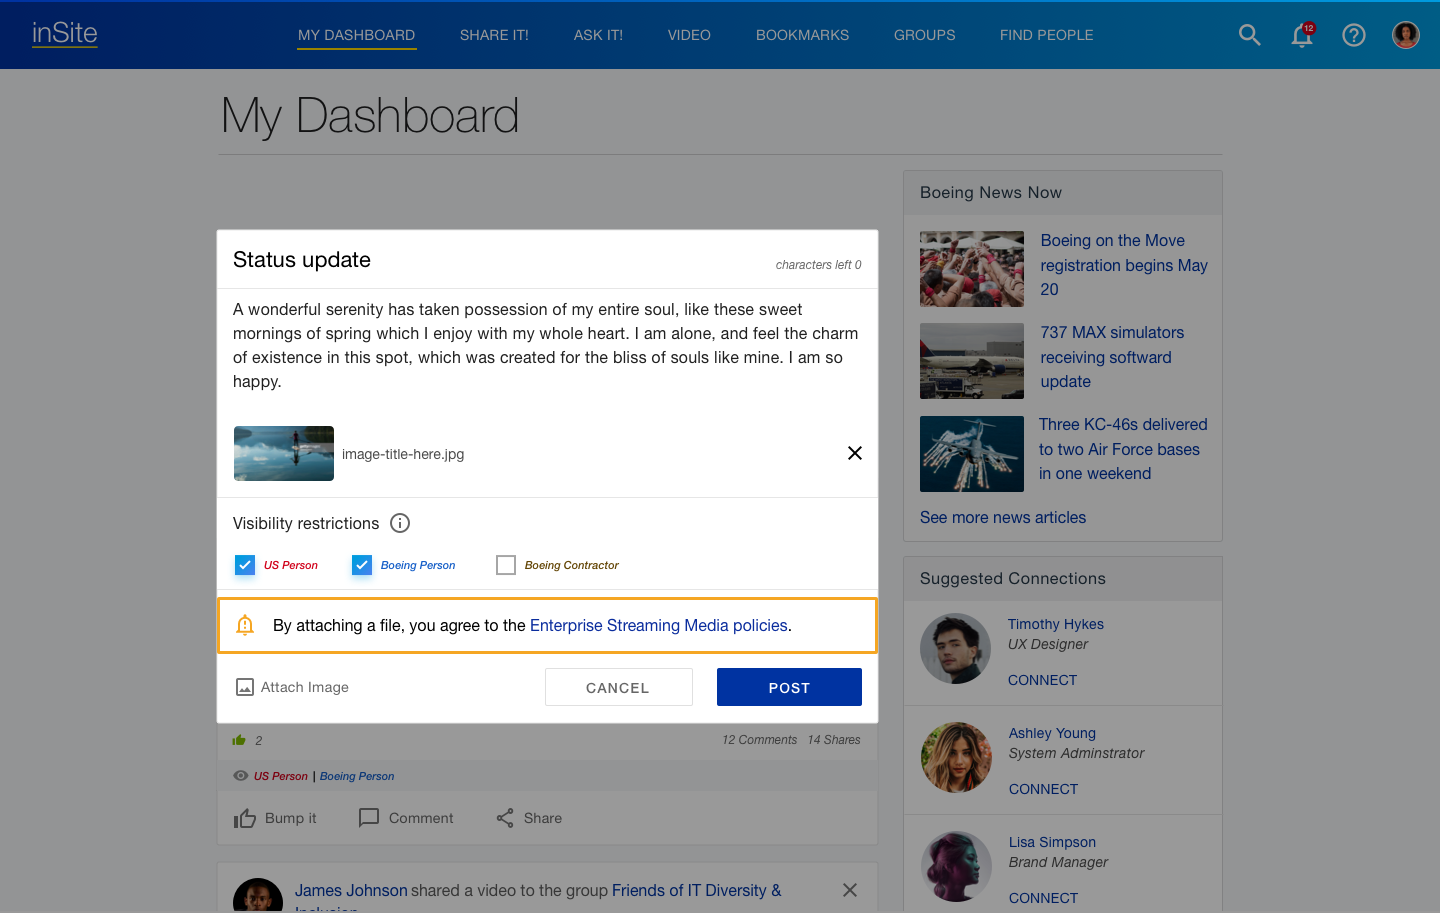 inSite
MY DASHBOARD
SHARE IT!
ASK IT!
VIDEO
BOOKMARKS
GROUPS
FIND PEOPLE
12
My Dashboard
Status update
characters left 0
A wonderful serenity has taken possession of my entire soul, like these sweet
mornings of spring which I enjoy with my whole heart. I am alone, and feel the charm
of existence in this spot, which was created for the bliss of souls like mine. I am so
happy.
image-title-here.jpg
Visibility restrictions
US Person
Boeing Person
Boeing Contractor
By attaching a file, you agree to the Enterprise Streaming Media policies.
Attach Image
CANCEL
POST
2
12 Comments 14 Shares
US Person | Boeing Person
Bump it
Comment
Share
James Johnson shared a video to the group Friends of IT Diversity &
Inclusion
Boeing News Now
Boeing on the Move
registration begins May
20
737 MAX simulators
receiving softward
update
Three KC-46s delivered
to two Air Force bases
in one weekend
See more news articles
Suggested Connections
Timothy Hykes
UX Designer
CONNECT
Ashley Young
System Adminstrator
CONNECT
Lisa Simpson
Brand Manager
CONNECT